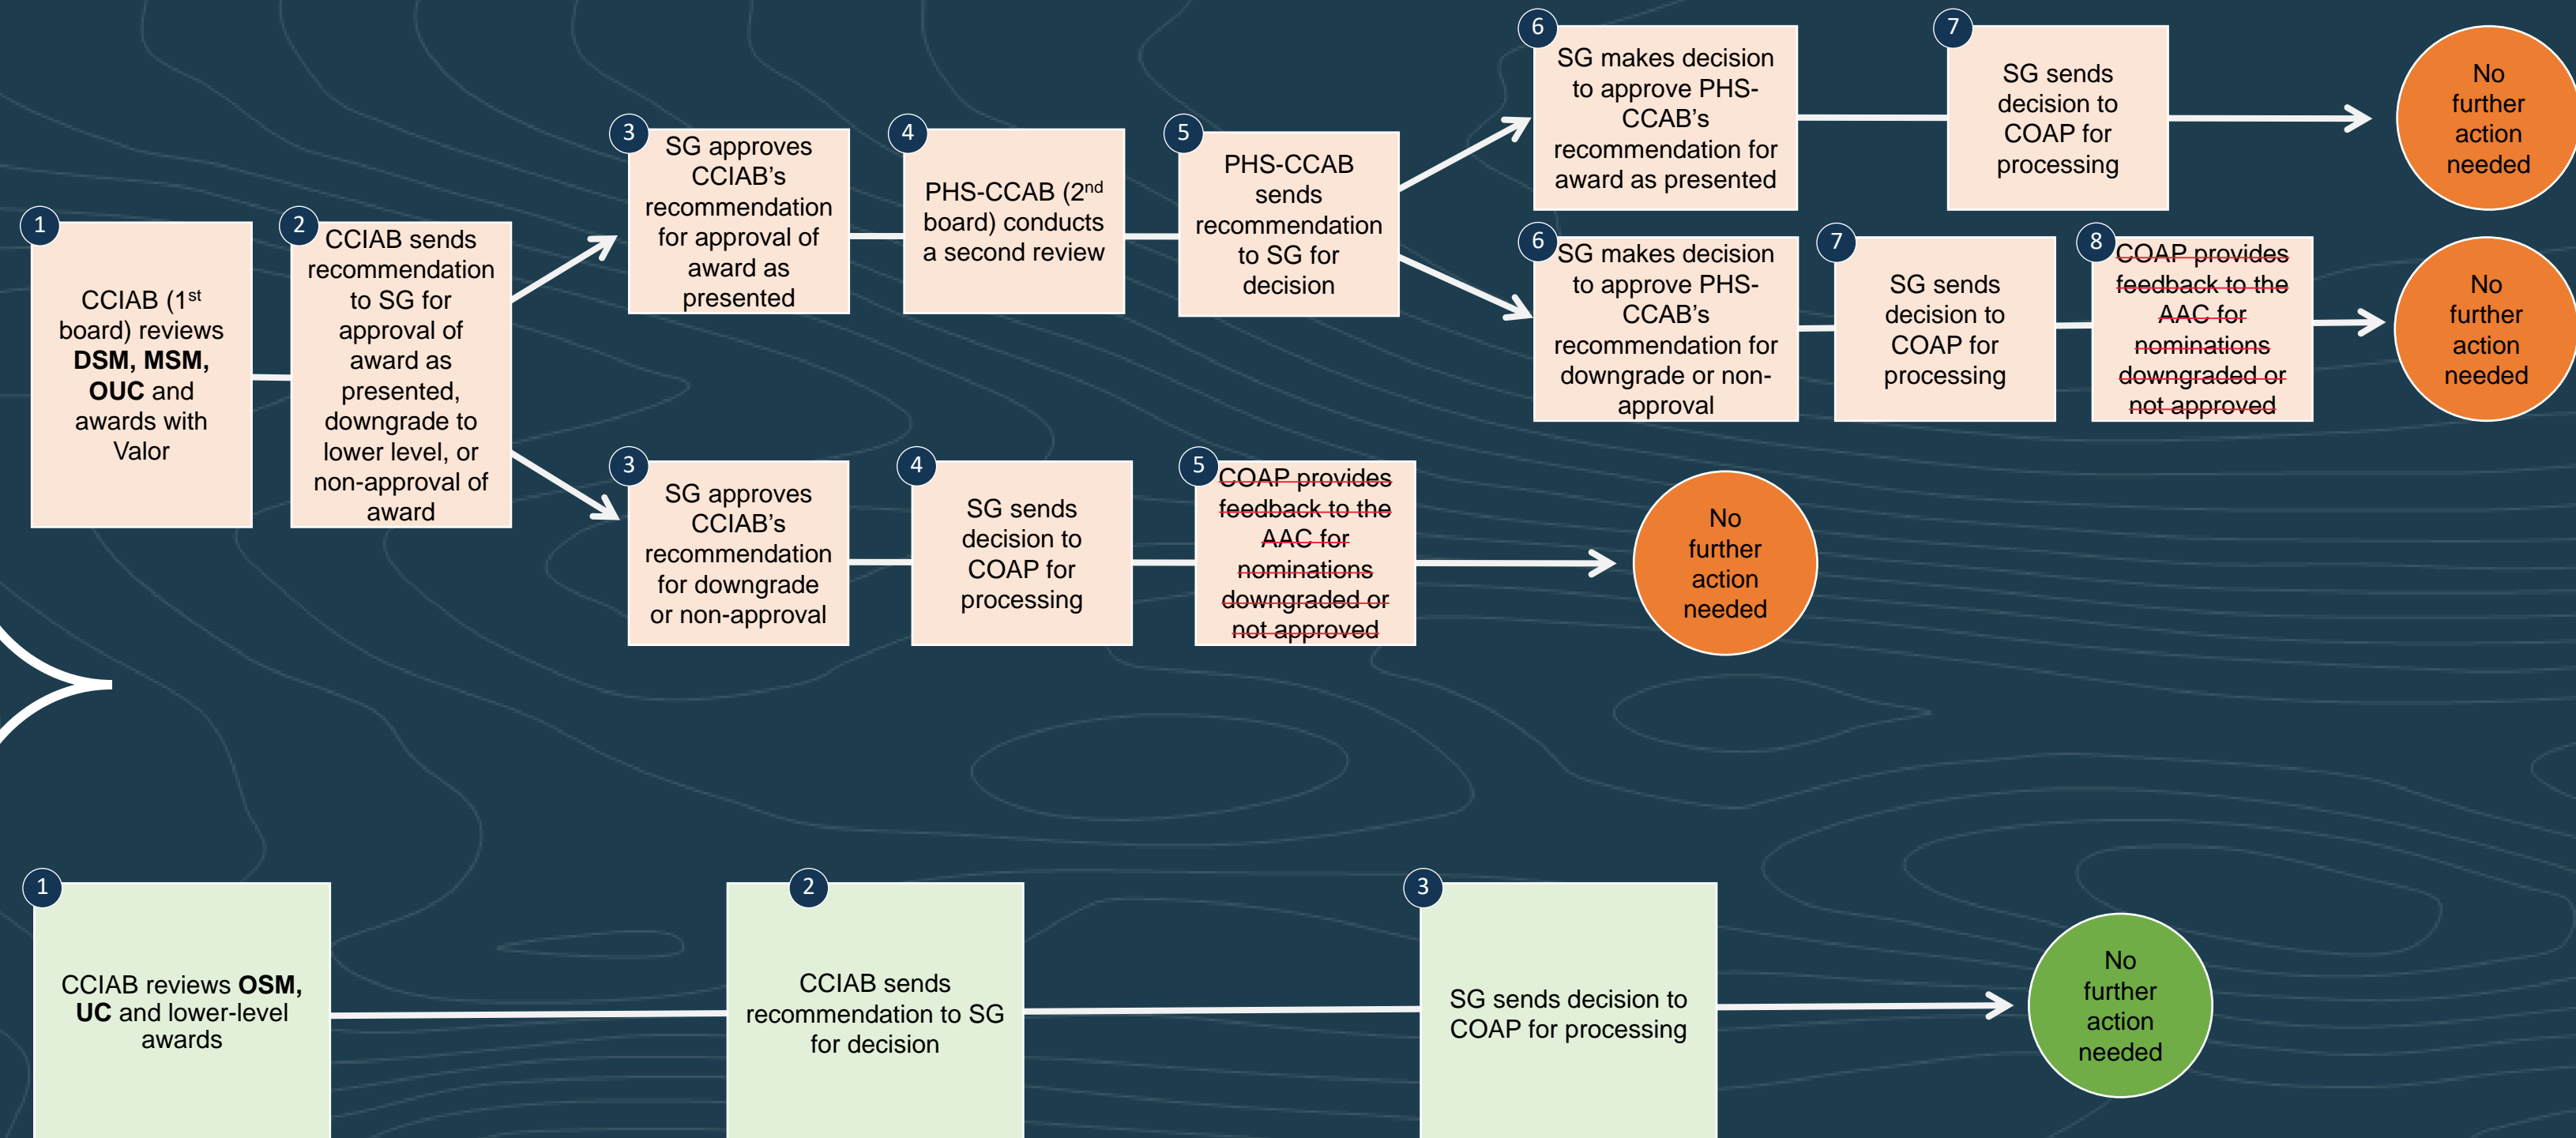 1
CCIAB (1st
board) reviews
DSM, MSM,
OUC and
awards with
Valor
2
CCIAB sends
recommendation
to SG for
approval of
award as
presented,
downgrade to
lower level, or
non-approval of
award
3
SG approves
CCIAB’s
recommendation
for approval of
award as
presented
4
PHS-CCAB (2nd
board) conducts
a second review
5
PHS-CCAB
sends
recommendation
to SG for
decision
6
SG makes decision
to approve PHS-
CCAB’s
recommendation for
award as presented
7
SG sends
decision to
COAP for
processing
No
further
action
needed
6
SG makes decision
to approve PHS-
CCAB’s
recommendation for
downgrade or non-
approval
7
SG sends
decision to
COAP for
processing
8
COAP provides
feedback to the
AAC for
nominations
downgraded or
not approved
No
further
action
needed
3
SG approves
CCIAB’s
recommendation
for downgrade
or non-approval
4
SG sends
decision to
COAP for
processing
5
COAP provides
feedback to the
AAC for
nominations
downgraded or
not approved
No
further
action
needed
1
CCIAB reviews OSM,
UC and lower-level
awards
2
CCIAB sends
recommendation to SG
for decision
3
SG sends decision to
COAP for processing
No
further
action
needed